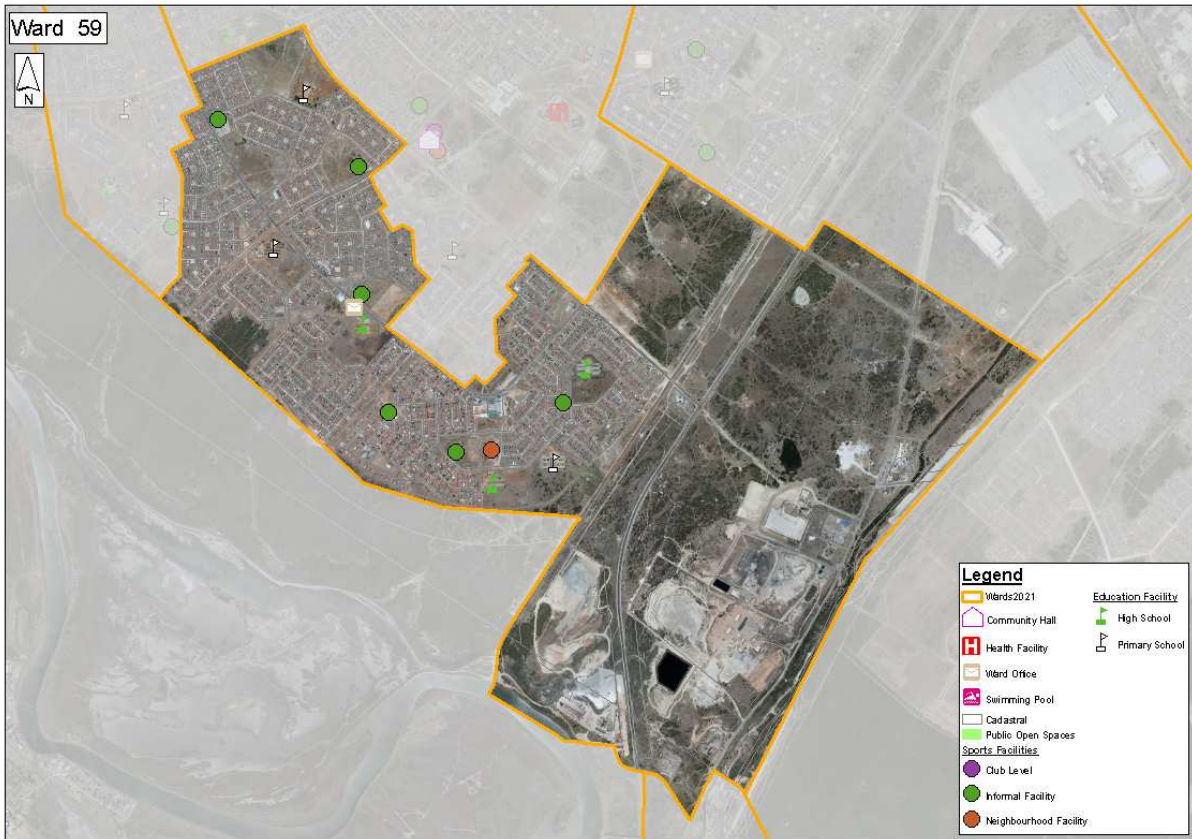 Ward 59
N
Legend
Wards2021
Community Hall
Health Facility
Ward Office
Swimming Pool
Cadastral
Public Open Spaces
Sports Facilities
Club Level
Informal Facility
Neighbourhood Facility
Education Facility
High School
Primary School